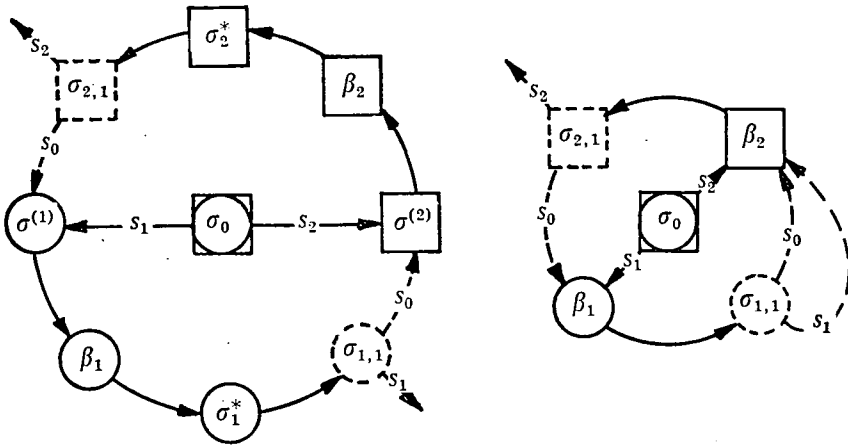 s₂
σ₂*
σ₂,₁
β₂
s₀
σ⁽¹⁾
s₁
σ₀
s₂
σ⁽²⁾
s₀
β₁
σ₁,₁
s₁
σ₁*
s₂
σ₂,₁
β₂
s₂
s₀
σ₀
s₀
s₁
β₁
σ₁,₁
s₁